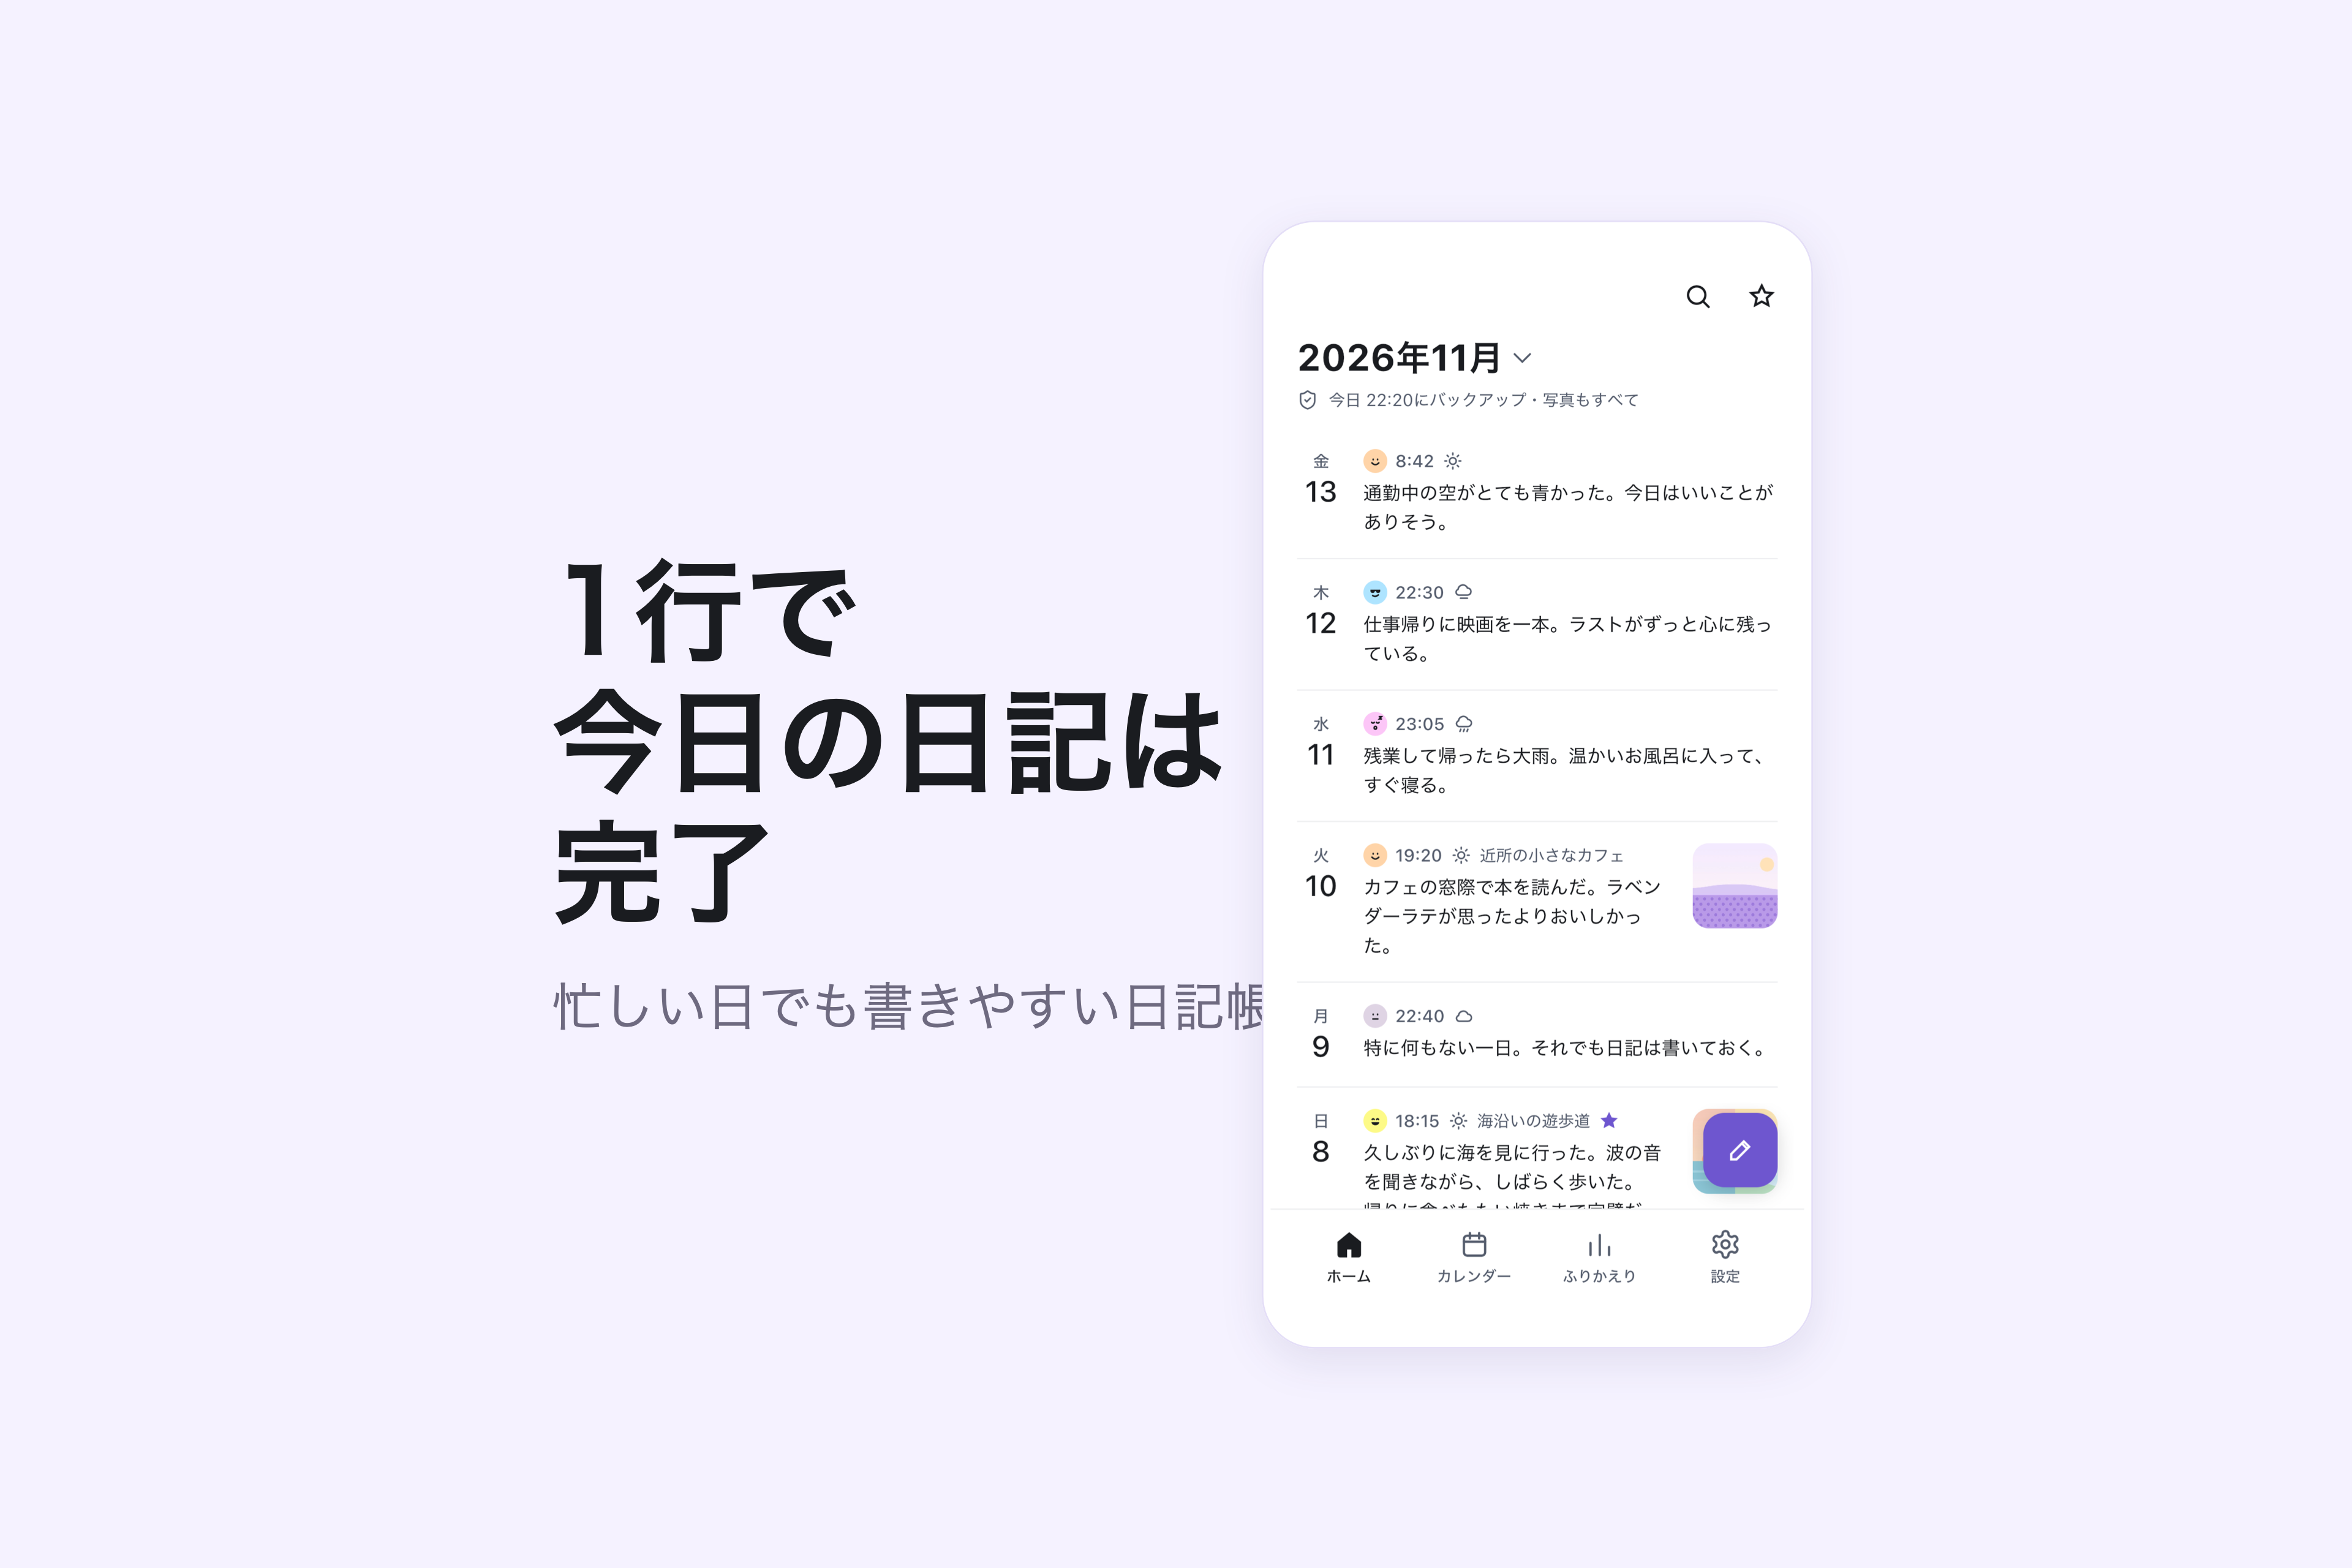 1行で
今日の日記は
完了
忙しい日でも書きやすい日記帳
2026年11月
今日 22:20にバックアップ・写真もすべて
金
13
8:42
通勤中の空がとても青かった。今日はいいことが
ありそう。
木
12
22:30
仕事帰りに映画を一本。ラストがずっと心に残っ
ている。
水
11
23:05
残業して帰ったら大雨。温かいお風呂に入って、
すぐ寝る。
火
10
19:20 近所の小さなカフェ
カフェの窓際で本を読んだ。ラベン
ダーラテが思ったよりおいしかっ
た。
月
9
22:40
特に何もない一日。それでも日記は書いておく。
日
8
18:15 海沿いの遊歩道
久しぶりに海を見に行った。波の音
を聞きながら、しばらく歩いた。
ホーム
カレンダー
ふりかえり
設定